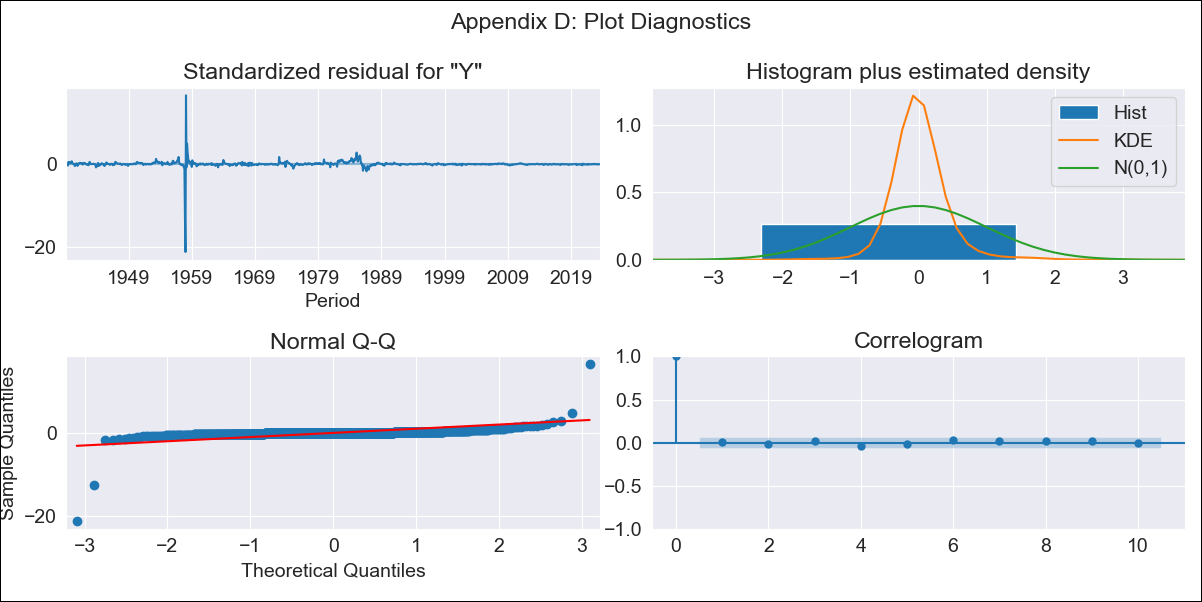 Appendix D: Plot Diagnostics
Standardized residual for "Y"
0
−20
1949 1959 1969 1979 1989 1999 2009 2019
Period
Histogram plus estimated density
1.0
0.5
0.0
Hist
KDE
N(0,1)
−3 −2 −1 0 1 2 3
Normal Q-Q
Sample Quantiles
0
−20
−3 −2 −1 0 1 2 3
Theoretical Quantiles
Correlogram
1.0
0.5
0.0
−0.5
−1.0
0 2 4 6 8 10